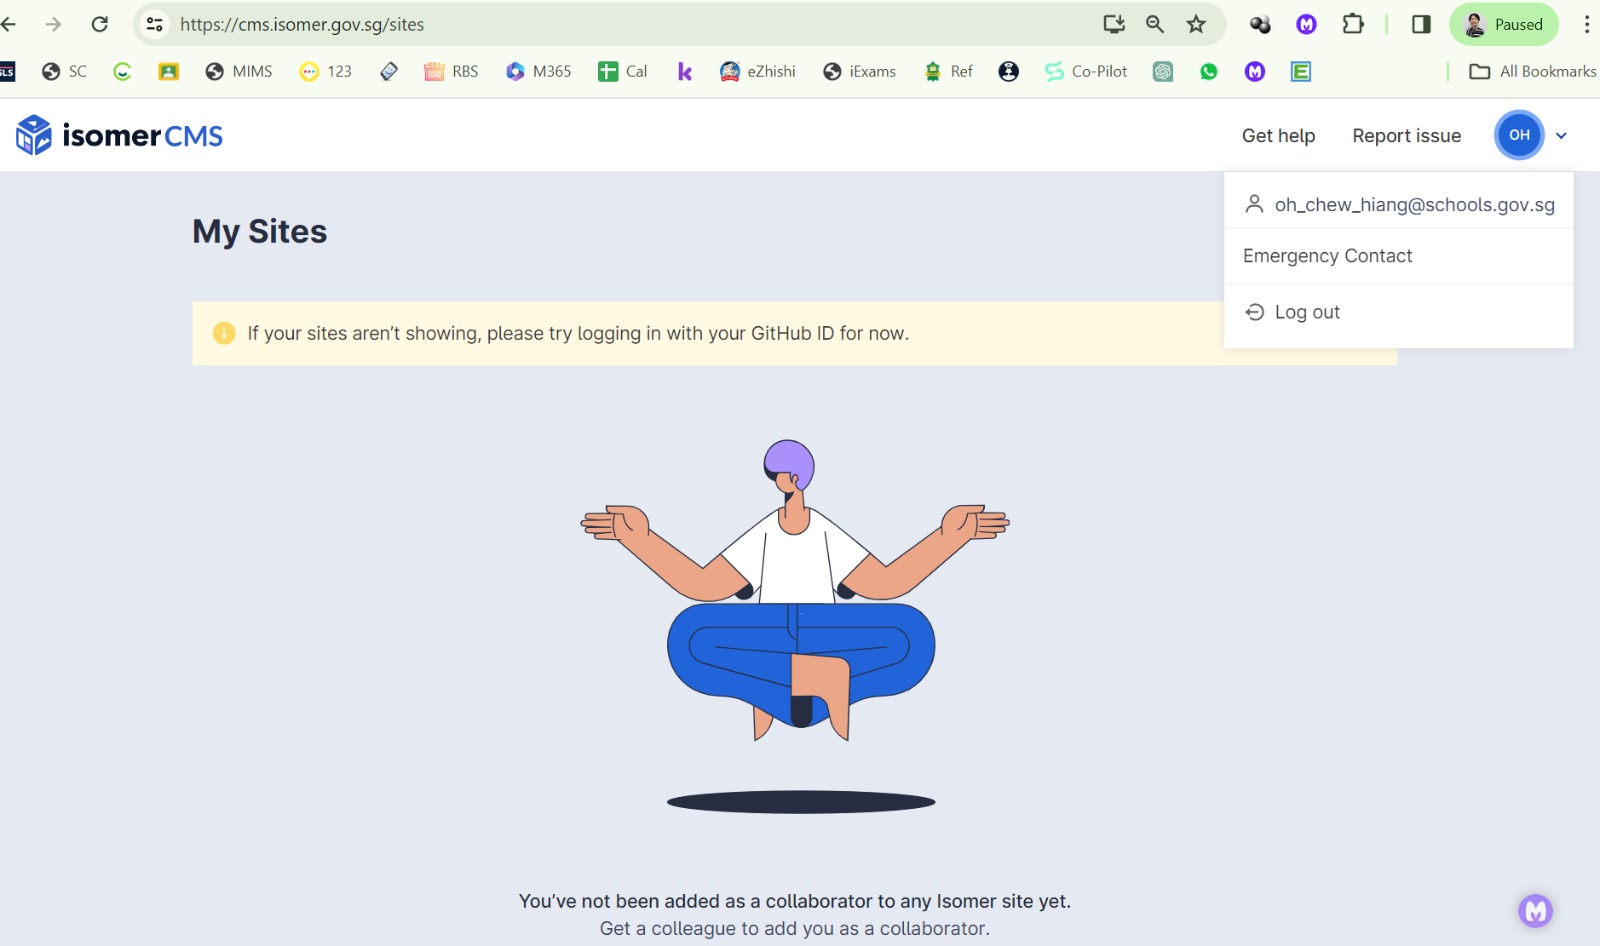 https://cms.isomer.gov.sg/sites
Paused
SLS
SC
MIMS
123
RBS
M365
Cal
eZhishi
iExams
Ref
Co-Pilot
All Bookmarks
isomerCMS
Get help
Report issue
OH
oh_chew_hiang@schools.gov.sg
Emergency Contact
Log out
My Sites
If your sites aren’t showing, please try logging in with your GitHub ID for now.
You’ve not been added as a collaborator to any Isomer site yet.
Get a colleague to add you as a collaborator.